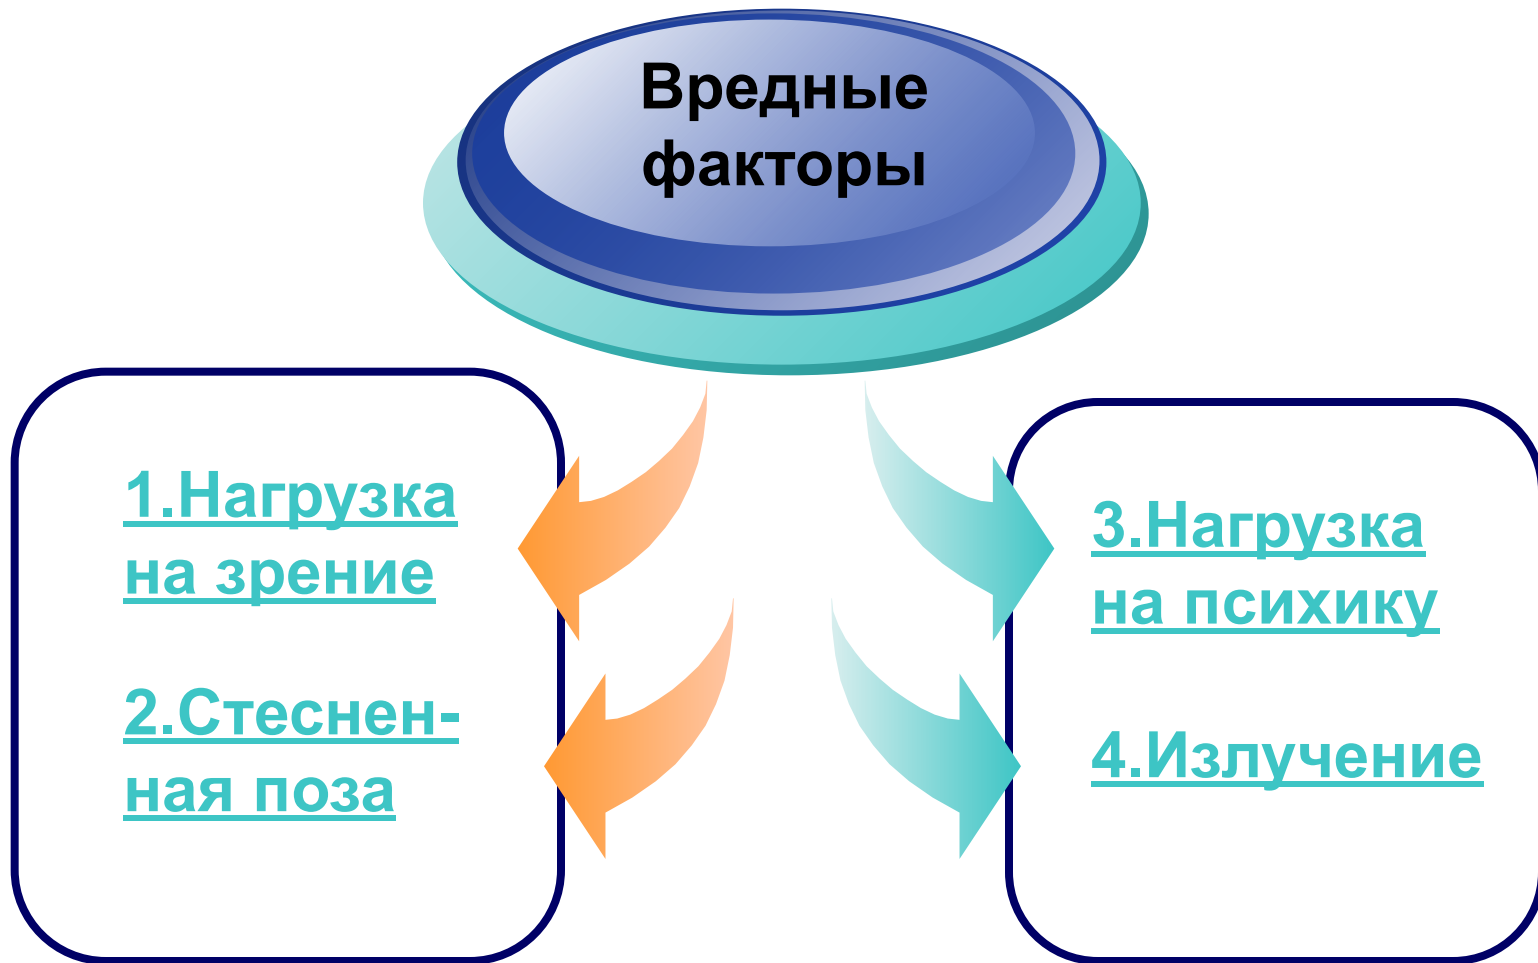 Вредные
факторы
1.Нагрузка
на зрение
2.Стеснен-
ная поза
3.Нагрузка
на психику
4.Излучение